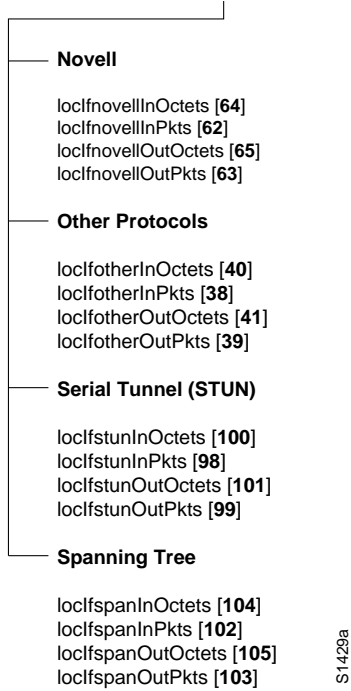 Novell
locIfnovellInOctets [64]
locIfnovellInPkts [62]
locIfnovellOutOctets [65]
locIfnovellOutPkts [63]
Other Protocols
locIfotherInOctets [40]
locIfotherInPkts [38]
locIfotherOutOctets [41]
locIfotherOutPkts [39]
Serial Tunnel (STUN)
locIfstunInOctets [100]
locIfstunInPkts [98]
locIfstunOutOctets [101]
locIfstunOutPkts [99]
Spanning Tree
locIfspanInOctets [104]
locIfspanInPkts [102]
locIfspanOutOctets [105]
locIfspanOutPkts [103]
S1429a